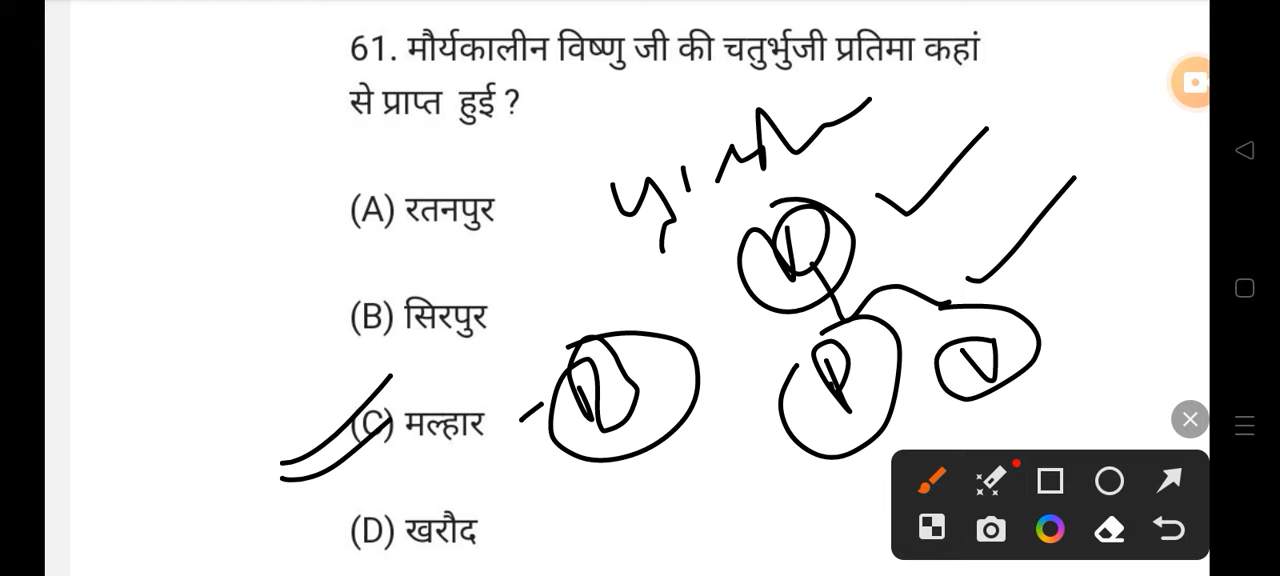 61. मौर्यकालीन विष्णु जी की चतुर्भुजी प्रतिमा कहां
से प्राप्त हुई ?
(A) रतनपुर
(B) सिरपुर
(C) मल्हार
(D) खरौद